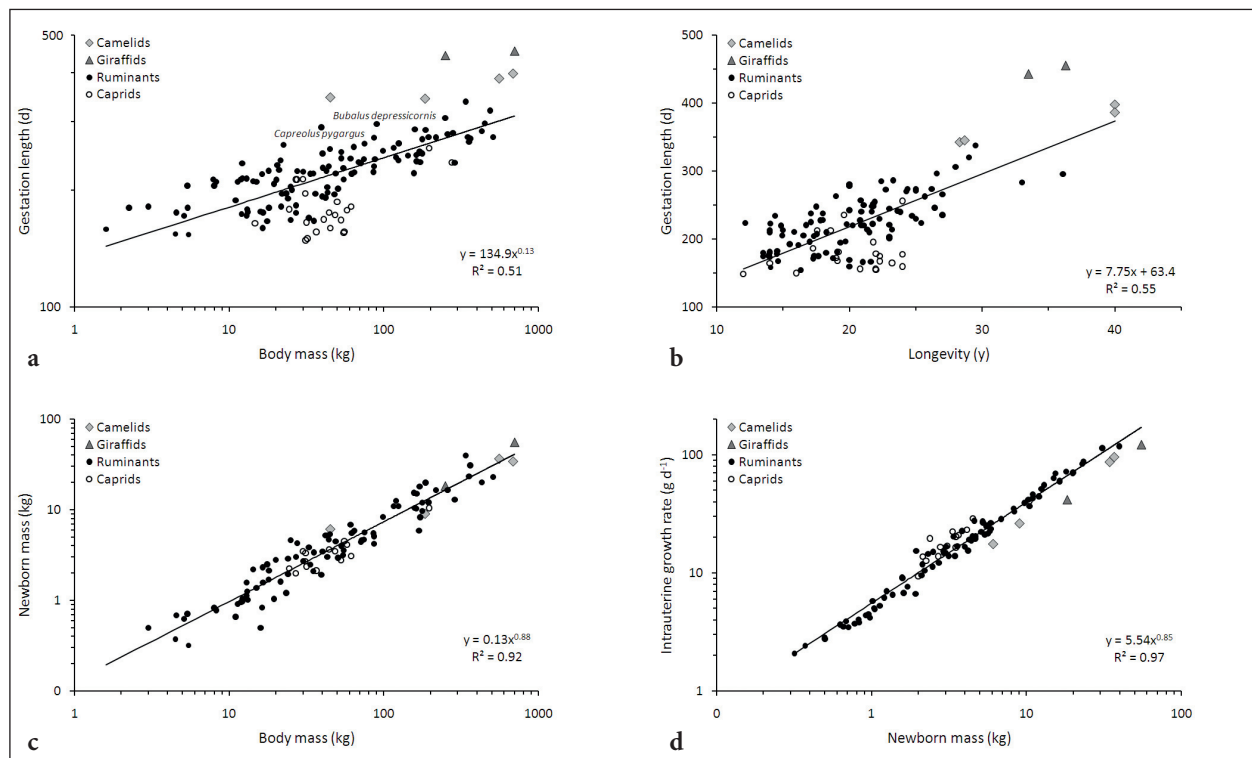 500
Camelids
Giraffids
Ruminants
Caprids
Bubalus depressicornis
Capreolus pygargus
Gestation length (d)
y = 134.9x^0.13
R² = 0.51
100
1 10 100 1000
Body mass (kg)
a
500
Camelids
Giraffids
Ruminants
Caprids
400
300
200
100
Gestation length (d)
y = 7.75x + 63.4
R² = 0.55
10 20 30 40
Longevity (y)
b
100
Camelids
Giraffids
Ruminants
Caprids
10
1
0
Newborn mass (kg)
y = 0.13x^0.88
R² = 0.92
1 10 100 1000
Body mass (kg)
c
Camelids
Giraffids
Ruminants
Caprids
100
10
1
Intrauterine growth rate (g d⁻¹)
y = 5.54x^0.85
R² = 0.97
0 1 10 100
Newborn mass (kg)
d